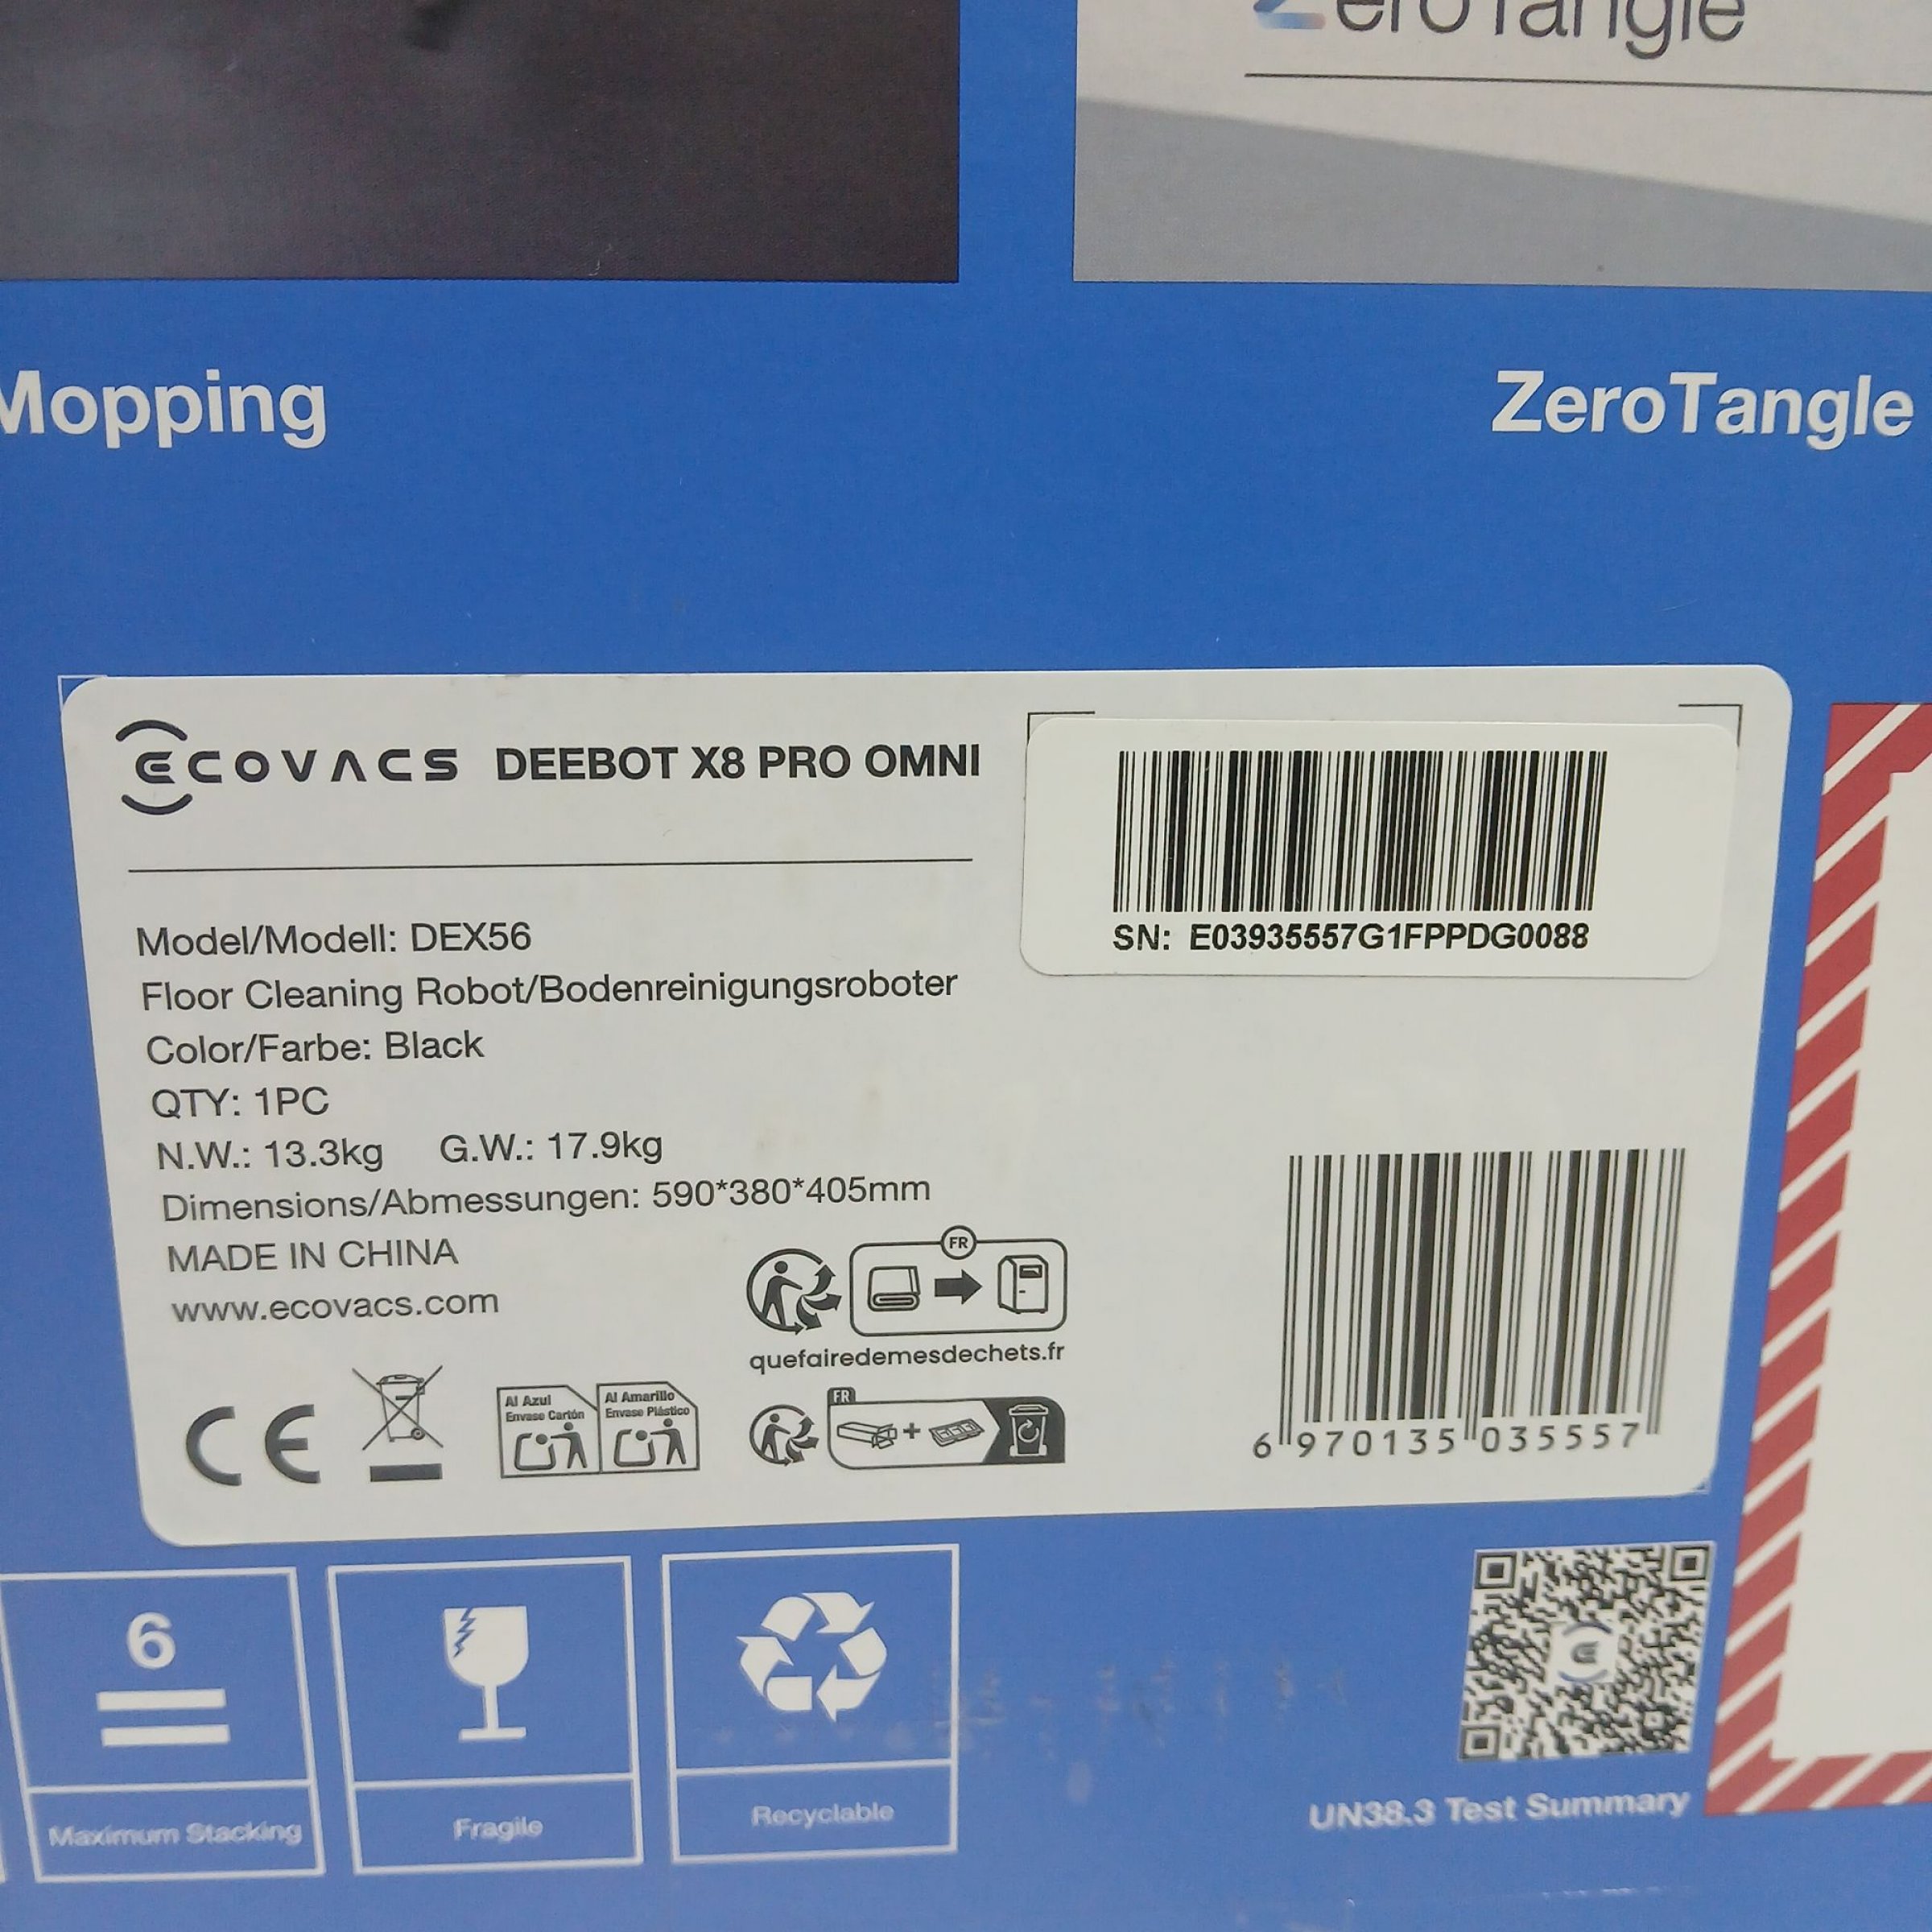 ZeroTangle
Mopping
ZeroTangle
ECOVACS DEEBOT X8 PRO OMNI
SN: E03935557G1FPPDG0088
Model/Modell: DEX56
Floor Cleaning Robot/Bodenreinigungsroboter
Color/Farbe: Black
QTY: 1PC
N.W.: 13.3kg G.W.: 17.9kg
Dimensions/Abmessungen: 590*380*405mm
MADE IN CHINA
www.ecovacs.com
FR
quefairedemesdechets.fr
CE
Al Azul
Envase Cartón
Al Amarillo
Envase Plástico
FR
6 970135 035557
6
Maximum Stacking
Fragile
Recyclable
UN38.3 Test Summary